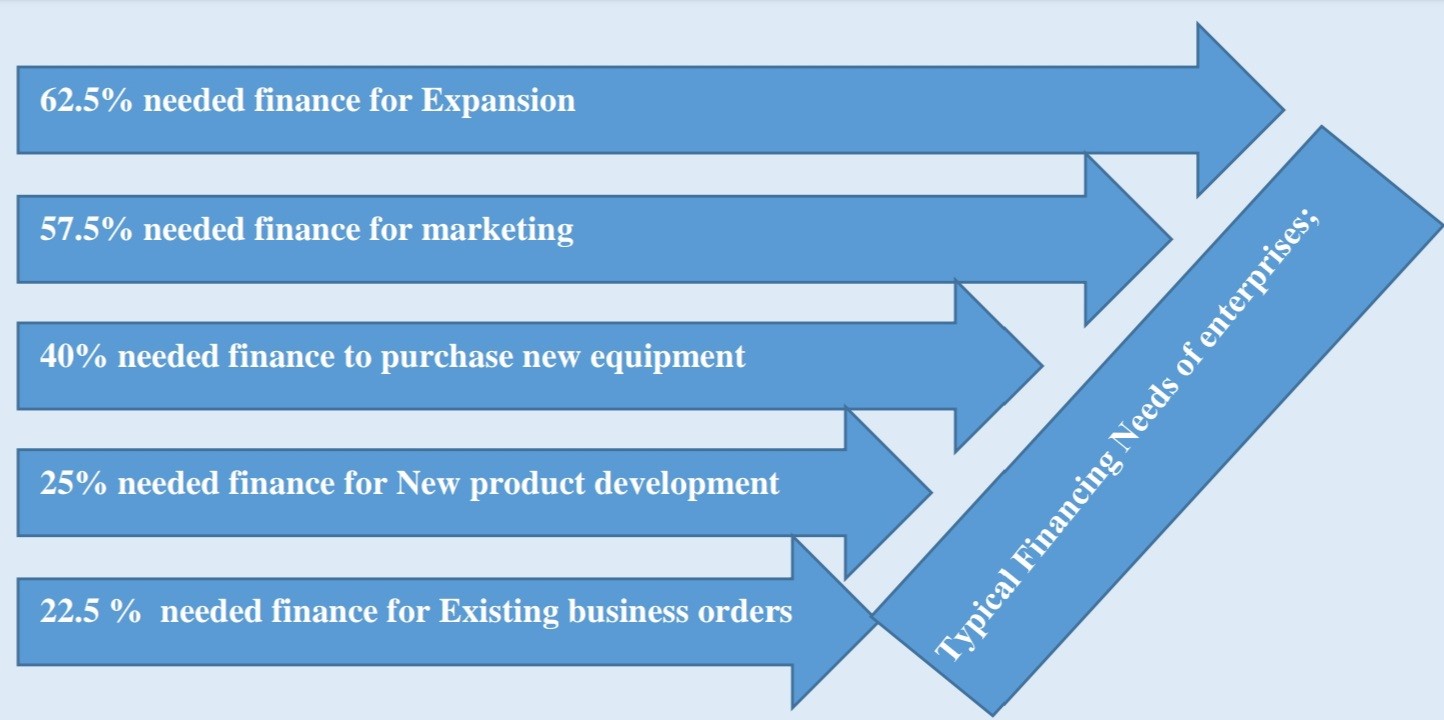 62.5% needed finance for Expansion
57.5% needed finance for marketing
40% needed finance to purchase new equipment
25% needed finance for New product development
22.5 %  needed finance for Existing business orders
Typical Financing Needs of enterprises;